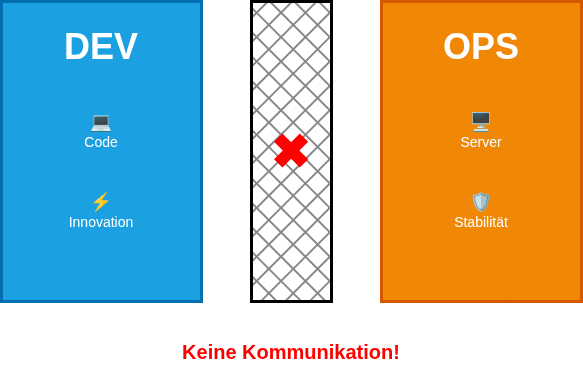 DEV
Code
Innovation
OPS
Server
Stabilität
Keine Kommunikation!